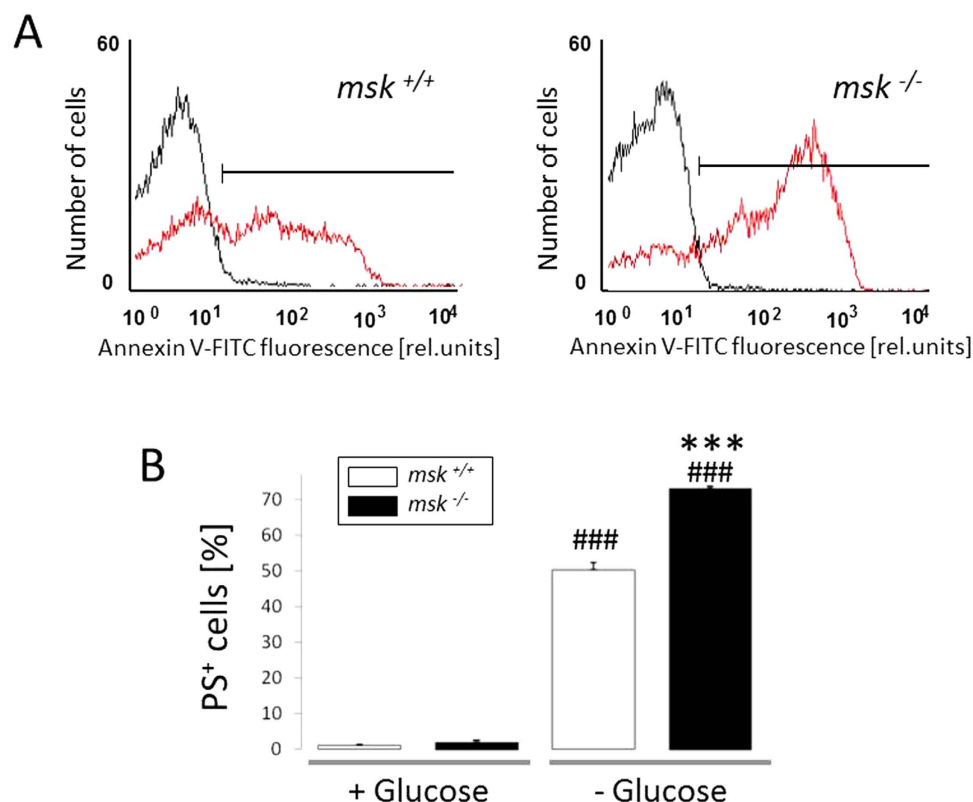 A
60
Number of cells
0
msk +/+
10 0 10 1 10 2 10 3 10 4
Annexin V-FITC fluorescence [rel.units]
60
Number of cells
0
msk -/-
10 0 10 1 10 2 10 3 10 4
Annexin V-FITC fluorescence [rel.units]
B
msk +/+
msk -/-
PS+ cells [%]
70
60
50
40
30
20
10
0
###
***
###
+ Glucose
- Glucose